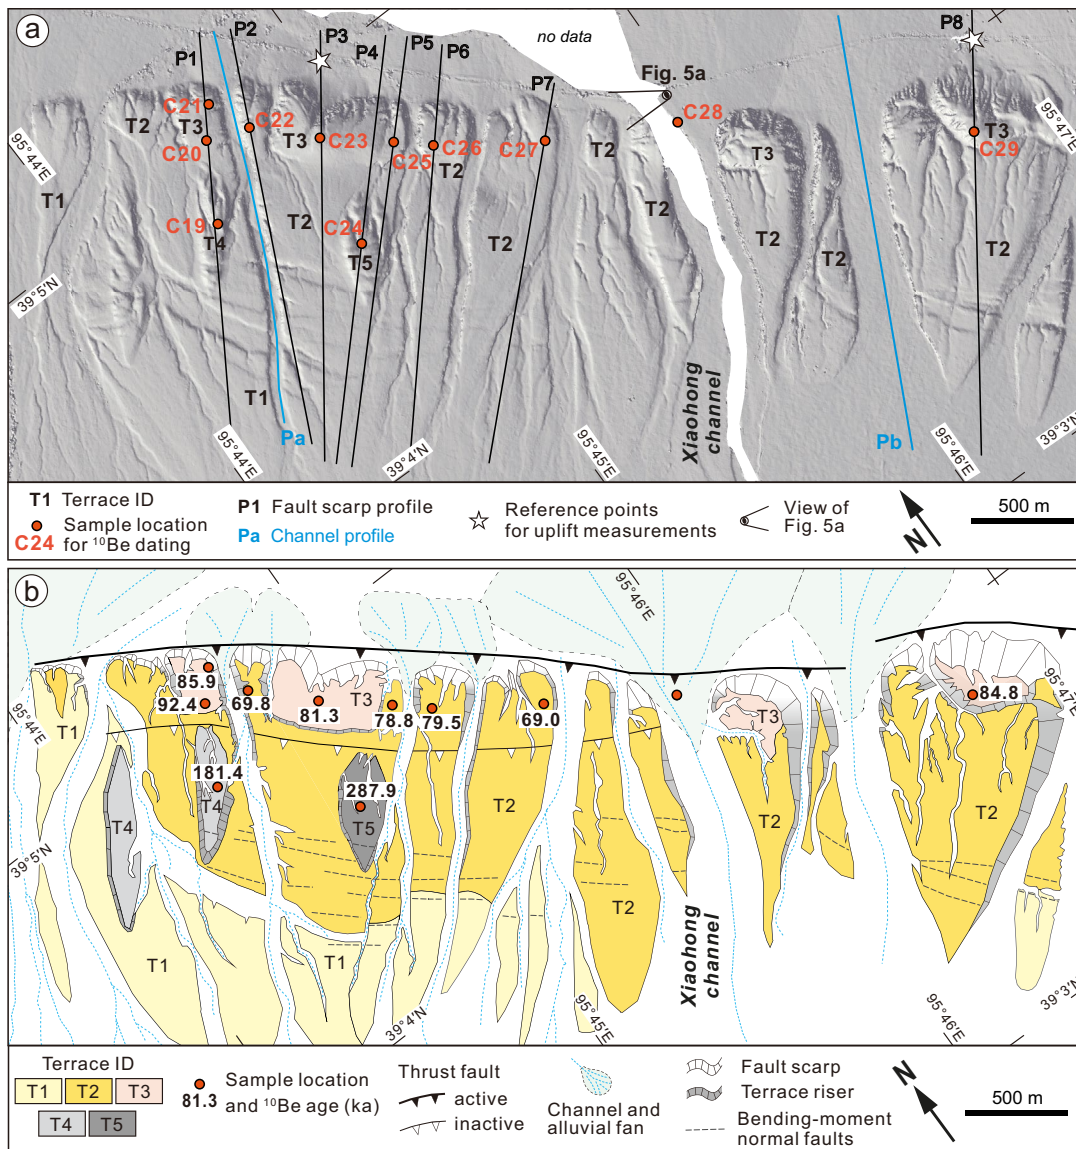 a
P1
P2
P3
P4
P5
P6
P7
P8
no data
Fig. 5a
C21
C22
C23
C20
C25
C26
C27
C28
C29
C19
C24
T2
T3
T3
T2
T2
T3
T3
T1
T4
T2
T5
T2
T2
T2
T2
T2
T1
Pa
Pb
Xiaohong
channel
95°44'E
95°47'E
39°5'N
95°44'E
39°4'N
95°45'E
95°46'E
39°3'N
T1 Terrace ID
Sample location
C24 for ¹⁰Be dating
P1 Fault scarp profile
Pa Channel profile
Reference points
for uplift measurements
View of
Fig. 5a
N
500 m
b
95°46'E
95°47'E
95°44'E
85.9
92.4
69.8
81.3
78.8
79.5
69.0
84.8
181.4
287.9
T1
T3
T3
T4
T4
T5
T2
T2
T2
T2
T1
T1
Xiaohong
channel
39°5'N
39°4'N
95°45'E
95°46'E
39°3'N
Terrace ID
T1
T2
T3
T4
T5
Sample location
81.3 and ¹⁰Be age (ka)
Thrust fault
active
inactive
Channel and
alluvial fan
Fault scarp
Terrace riser
Bending-moment
normal faults
N
500 m